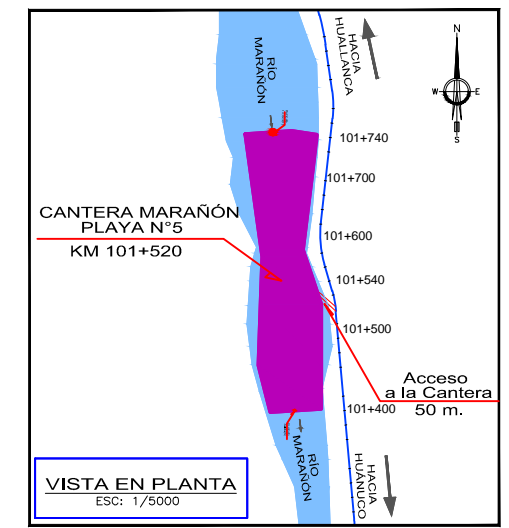 HACIA
HUALLANCA
RÍO
MARAÑÓN
N
W
E
S
101+740
101+700
CANTERA MARAÑÓN
PLAYA N°5
KM 101+520
101+600
101+540
101+500
Acceso
a la Cantera
50 m.
101+400
RÍO
MARAÑÓN
HACIA
HUÁNUCO
VISTA EN PLANTA
ESC: 1/5000